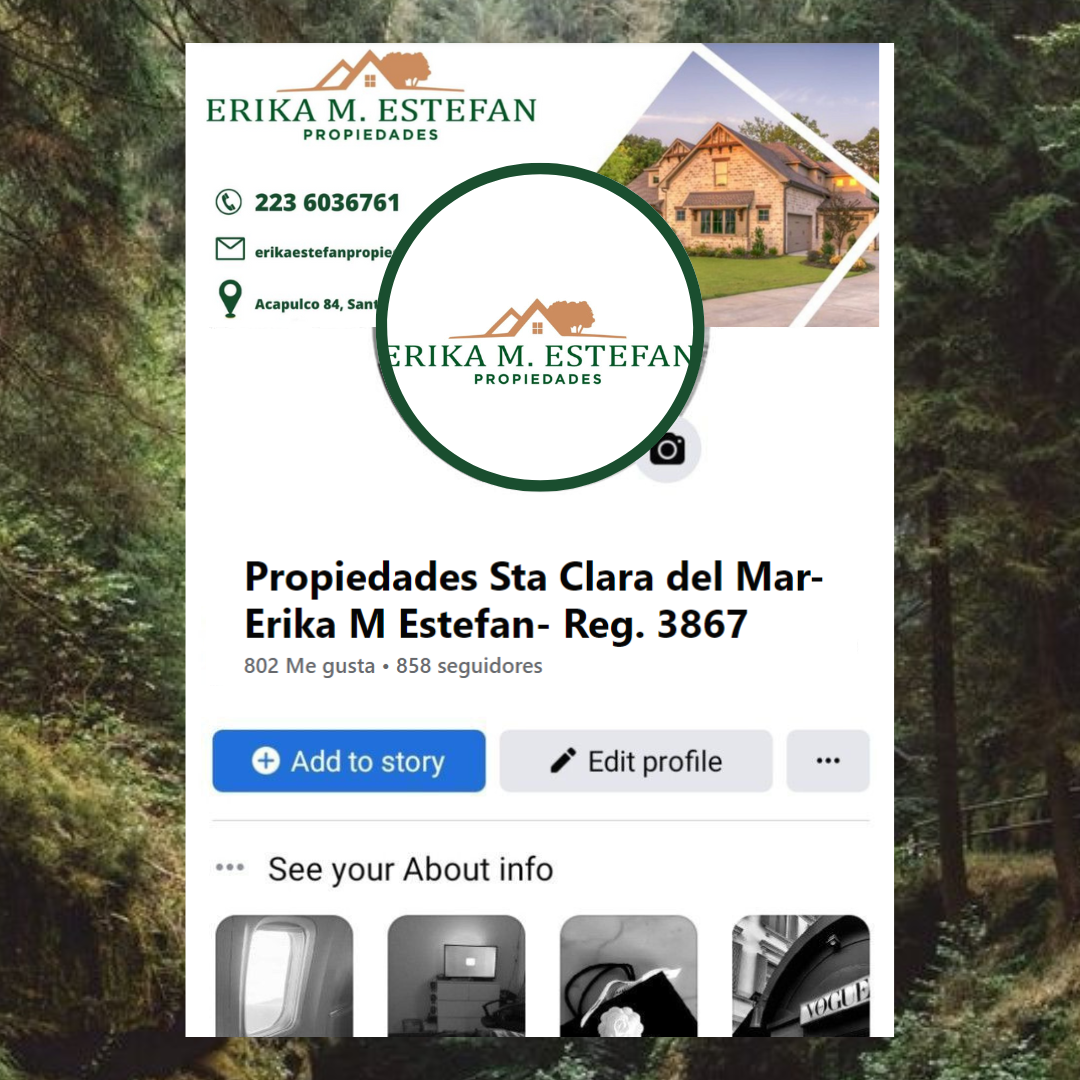 ERIKA M. ESTEFAN
PROPIEDADES
223 6036761
erikaestefanpropie
Acapulco 84, Sant
ERIKA M. ESTEFAN
PROPIEDADES
Propiedades Sta Clara del Mar-
Erika M Estefan- Reg. 3867
802 Me gusta • 858 seguidores
Add to story
Edit profile
See your About info
VOGUE